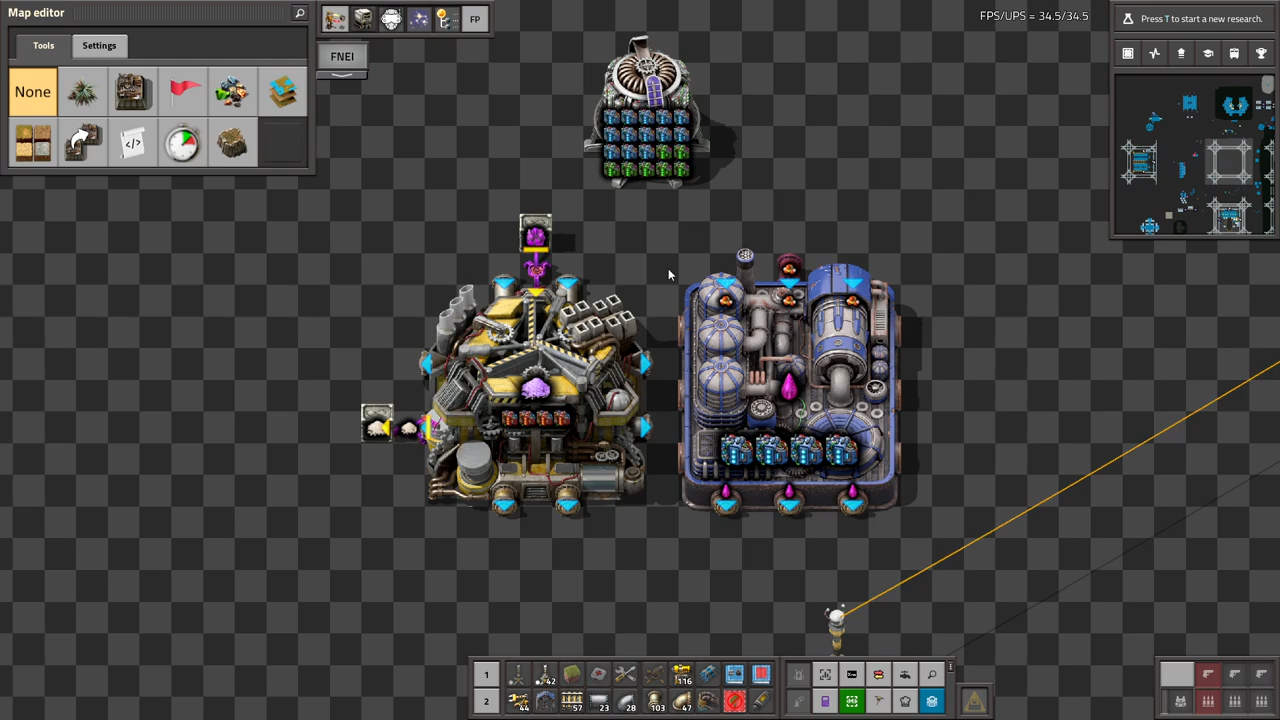 Map editor
FP
FPS/UPS = 34.5/34.5
Press T to start a new research.
Tools
Settings
FNEI
None
</>
1
42
116
2
44
57
23
28
103
47